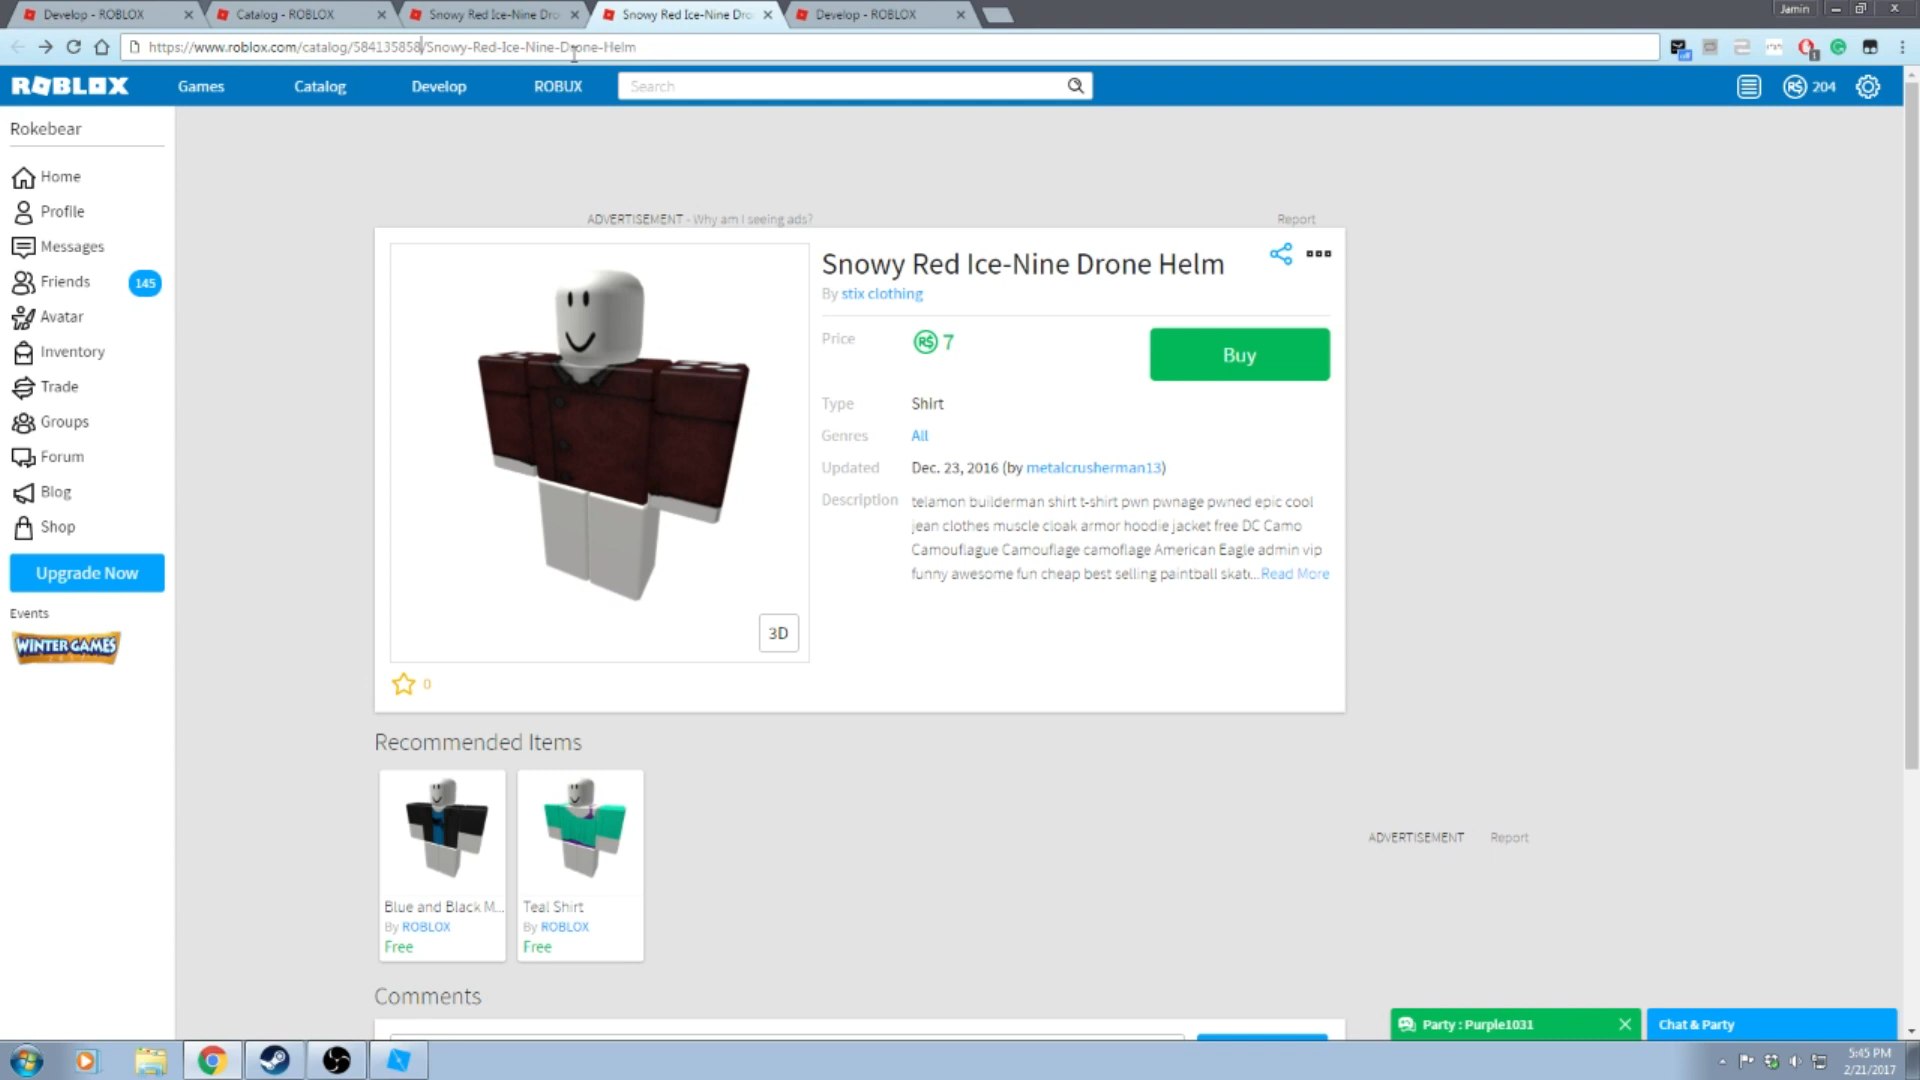 Develop - ROBLOX
Catalog - ROBLOX
Snowy Red Ice-Nine Dro
Snowy Red Ice-Nine Dro
Develop - ROBLOX
Jamin
https://www.roblox.com/catalog/584135858/Snowy-Red-Ice-Nine-Drone-Helm
ROBLOX
Games
Catalog
Develop
ROBUX
Search
R$ 204
Rokebear
Home
Profile
Messages
Friends
145
Avatar
Inventory
Trade
Groups
Forum
Blog
Shop
Upgrade Now
Events
WINTER GAMES
ADVERTISEMENT - Why am I seeing ads?
Report
Snowy Red Ice-Nine Drone Helm
By stix clothing
Price
R$ 7
Buy
Type
Shirt
Genres
All
Updated
Dec. 23, 2016 (by metalcrusherman13)
Description
telamon builderman shirt t-shirt pwn pwnage pwned epic cool
jean clothes muscle cloak armor hoodie jacket free DC Camo
Camouflague Camouflage camoflage American Eagle admin vip
funny awesome fun cheap best selling paintball skat...Read More
3D
0
Recommended Items
Blue and Black M...
By ROBLOX
Free
Teal Shirt
By ROBLOX
Free
ADVERTISEMENT
Report
Comments
Party : Purple1031
Chat & Party
5:45 PM
2/21/2017